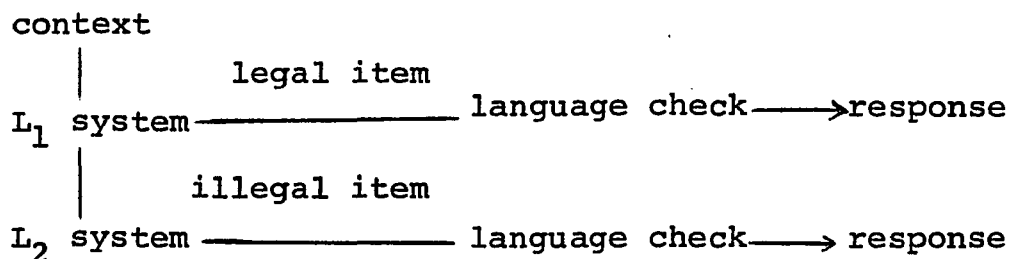 context
legal item
L₁ system language check → response
illegal item
L₂ system language check → response